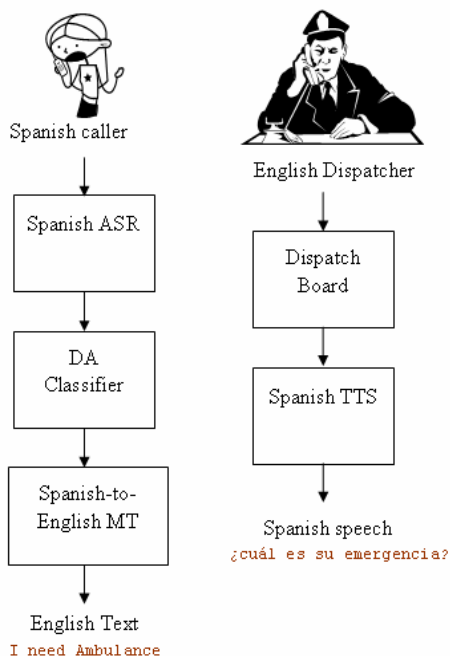 Spanish caller
Spanish ASR
DA
Classifier
Spanish-to-
English MT
English Text
I need Ambulance
English Dispatcher
Dispatch
Board
Spanish TTS
Spanish speech
¿cuál es su emergencia?